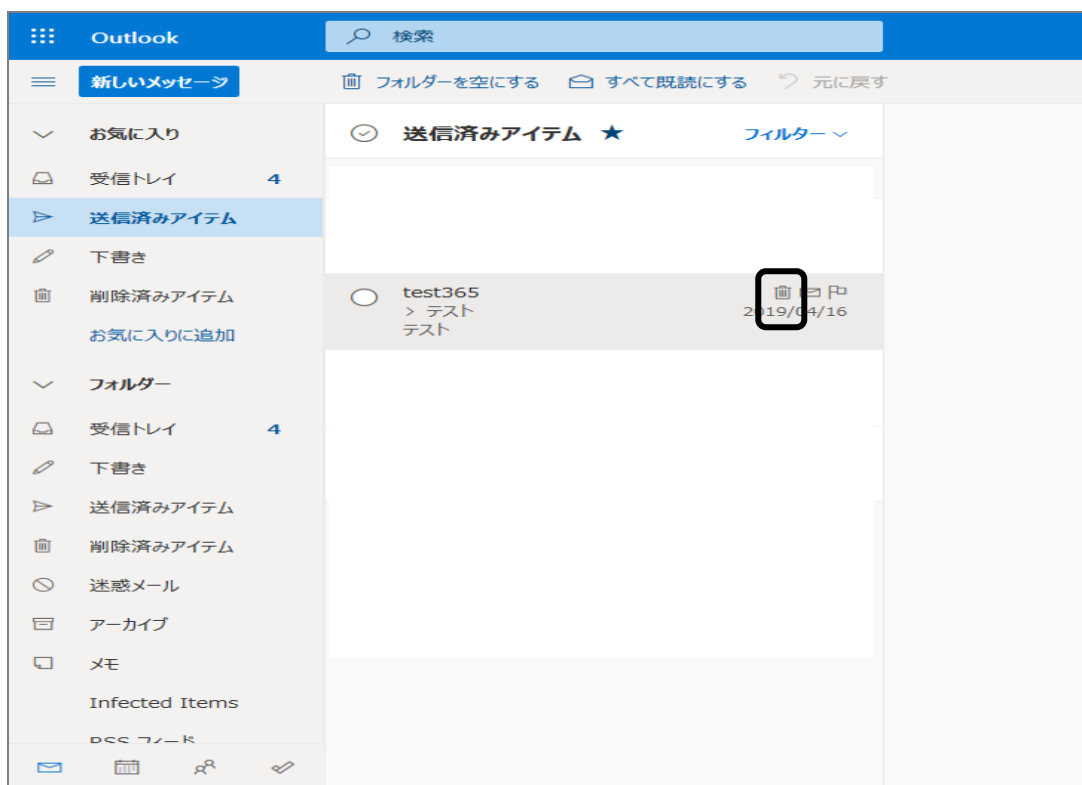 Outlook
検索
新しいメッセージ
フォルダーを空にする
すべて既読にする
元に戻す
お気に入り
送信済みアイテム
フィルター
受信トレイ 4
送信済みアイテム
下書き
削除済みアイテム
お気に入りに追加
test365
> テスト
2019/04/16
テスト
フォルダー
受信トレイ 4
下書き
送信済みアイテム
削除済みアイテム
迷惑メール
アーカイブ
メモ
Infected Items
RSS フィード